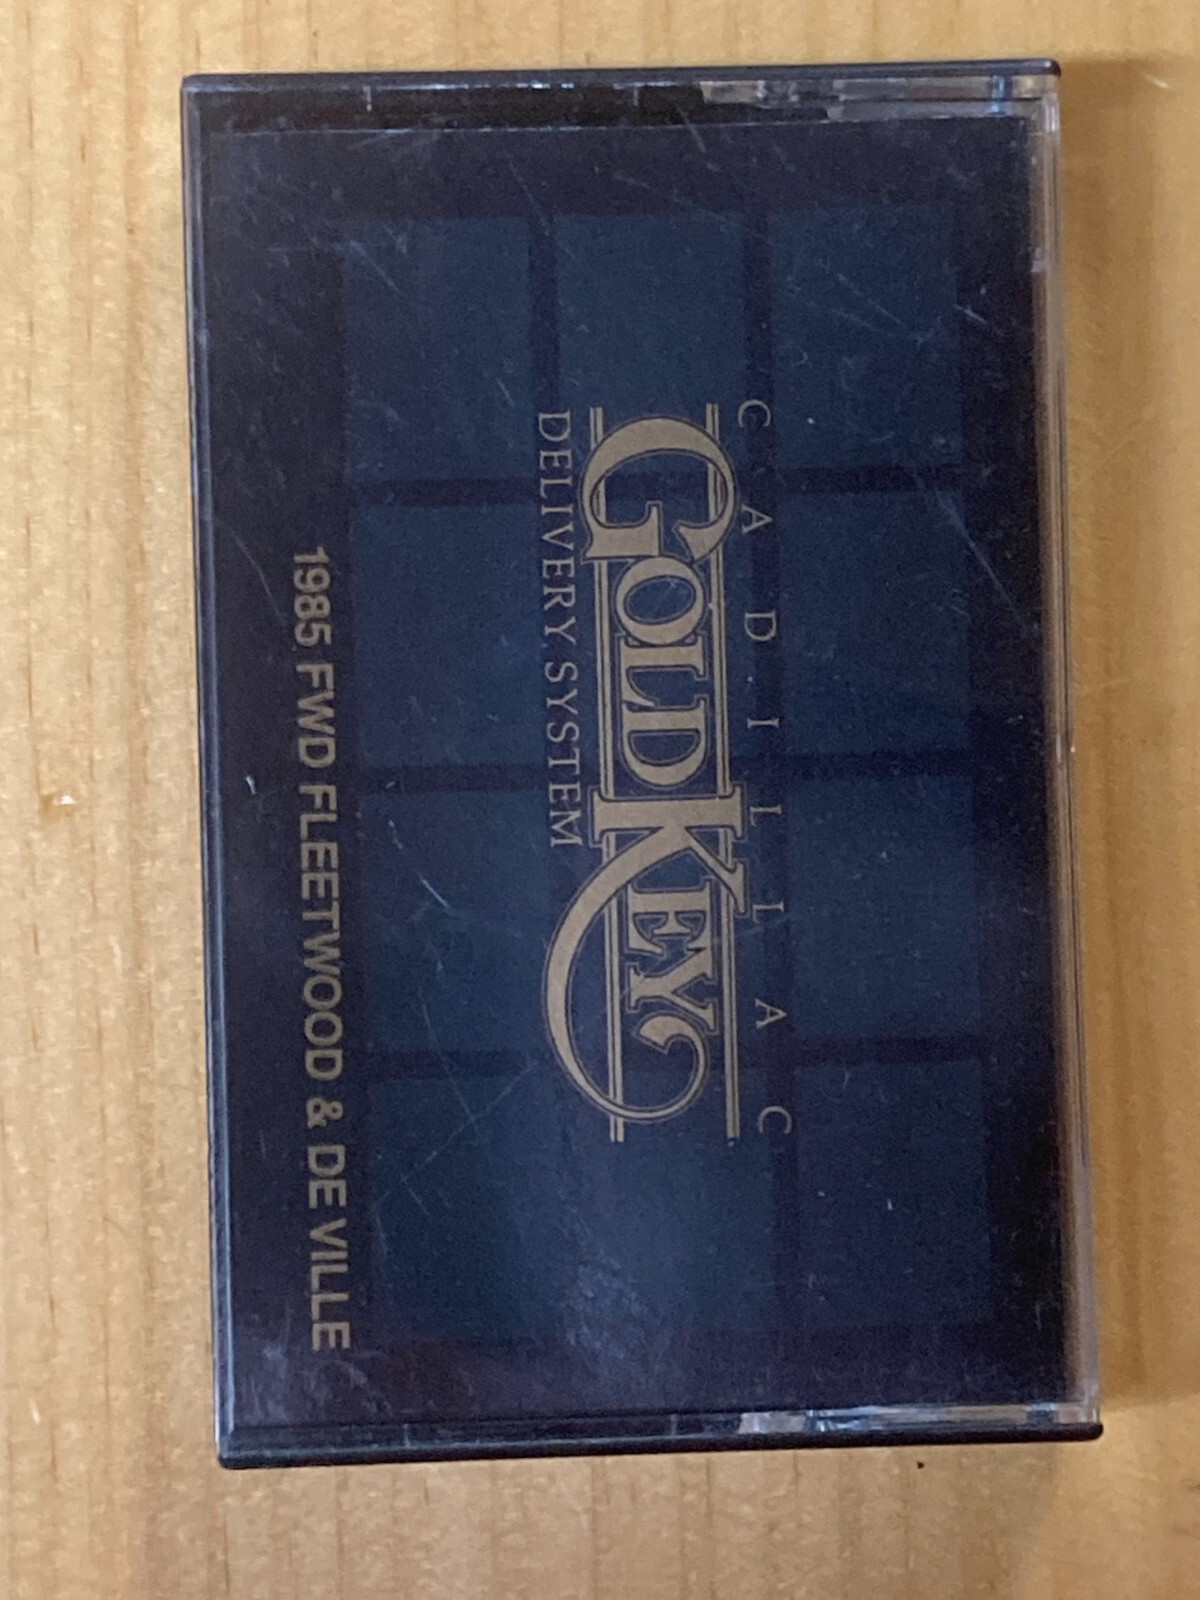 CADILLAC
GOLD KEY
DELIVERY SYSTEM
1985 FWD FLEETWOOD & DE VILLE